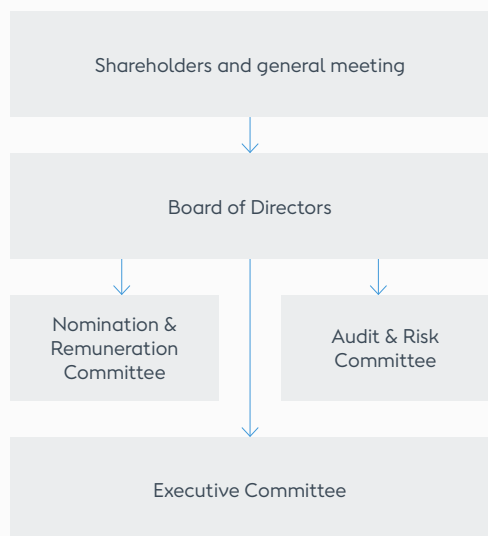 Shareholders and general meeting
Board of Directors
Nomination &
Remuneration
Committee
Audit & Risk
Committee
Executive Committee